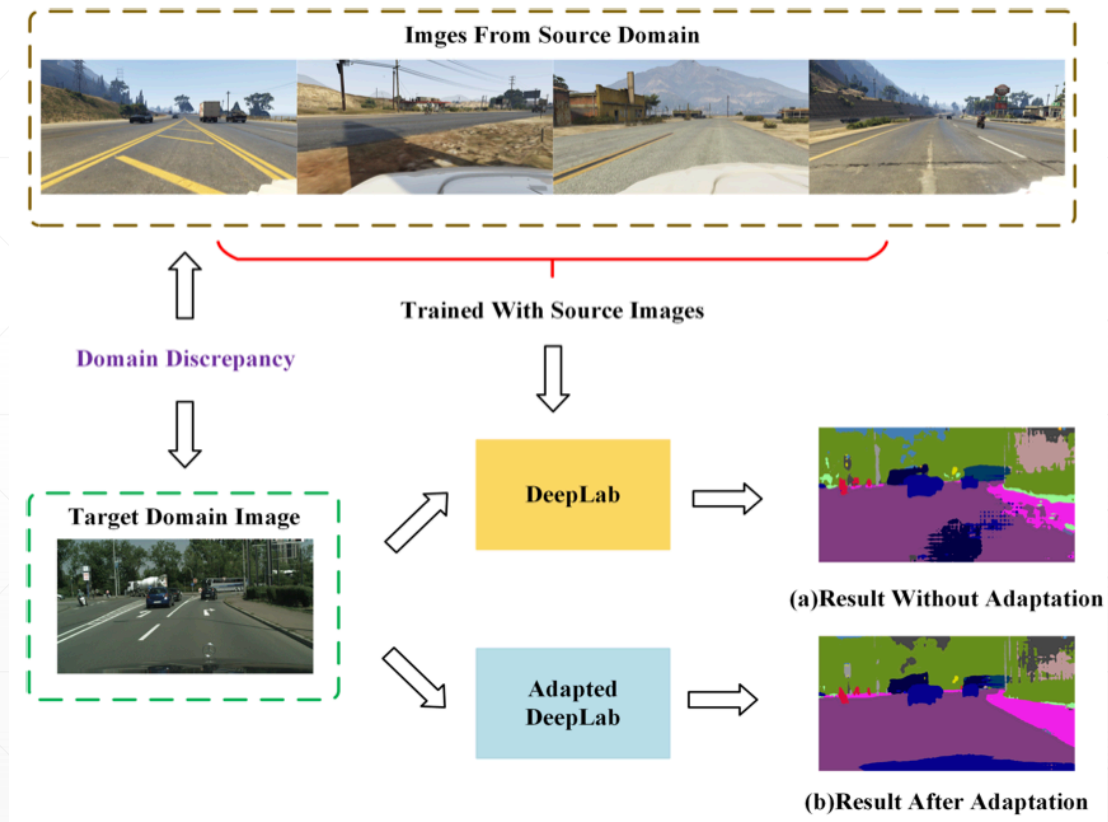 Imges From Source Domain
Trained With Source Images
Domain Discrepancy
DeepLab
Target Domain Image
(a)Result Without Adaptation
Adapted
DeepLab
(b)Result After Adaptation